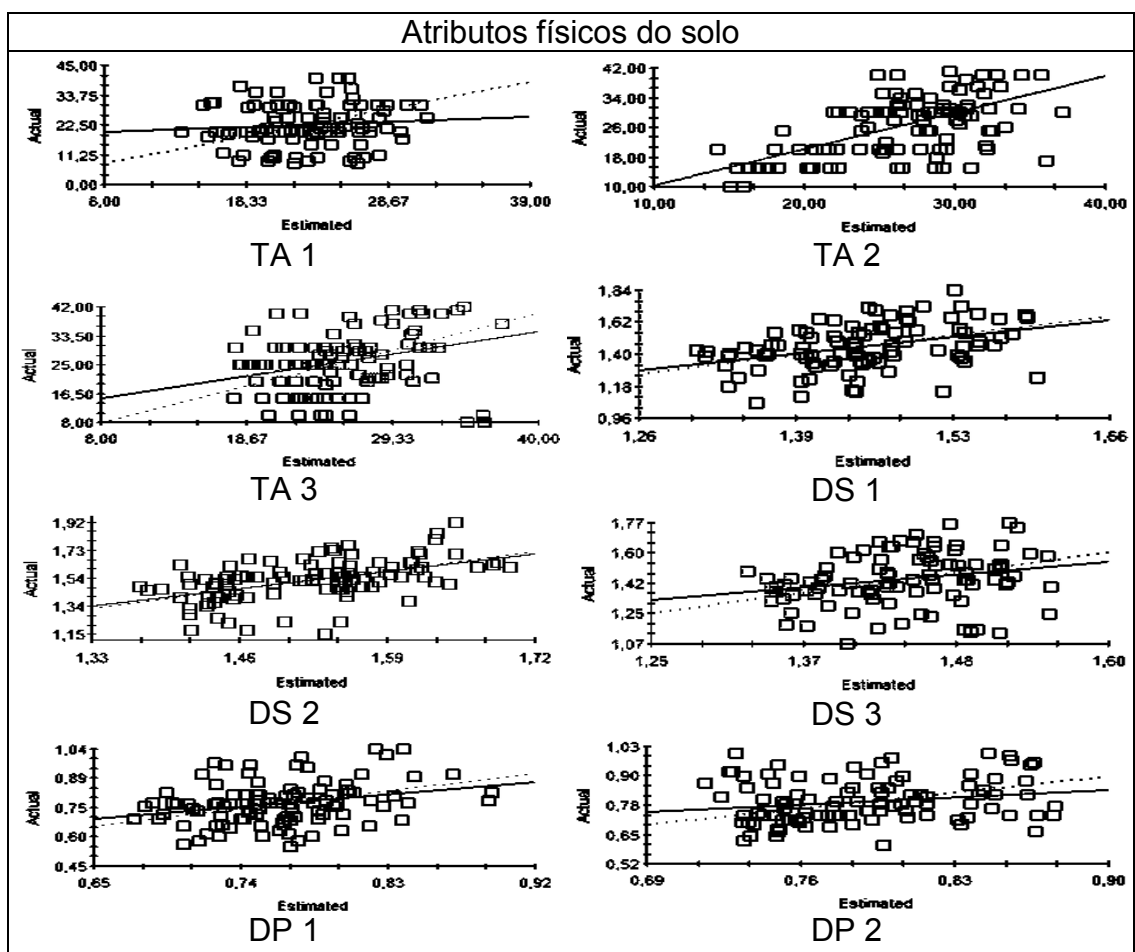 Atributos físicos do solo
45,00
33,75
22,50
11,25
0,00
Actual
6,00 18,33 28,67 39,00
Estimated
TA 1
42,00
34,00
26,00
18,00
10,00
Actual
10,00 20,00 30,00 40,00
Estimated
TA 2
42,00
33,50
25,00
16,50
8,00
Actual
8,00 18,67 29,33 40,00
Estimated
TA 3
1,84
1,62
1,40
1,18
0,96
Actual
1,26 1,39 1,53 1,66
Estimated
DS 1
1,92
1,73
1,54
1,34
1,15
Actual
1,33 1,46 1,59 1,72
Estimated
DS 2
1,77
1,60
1,42
1,25
1,07
Actual
1,25 1,37 1,48 1,60
Estimated
DS 3
1,04
0,89
0,75
0,60
0,45
Actual
0,65 0,74 0,83 0,92
Estimated
DP 1
1,03
0,90
0,78
0,65
0,52
Actual
0,69 0,76 0,83 0,90
Estimated
DP 2